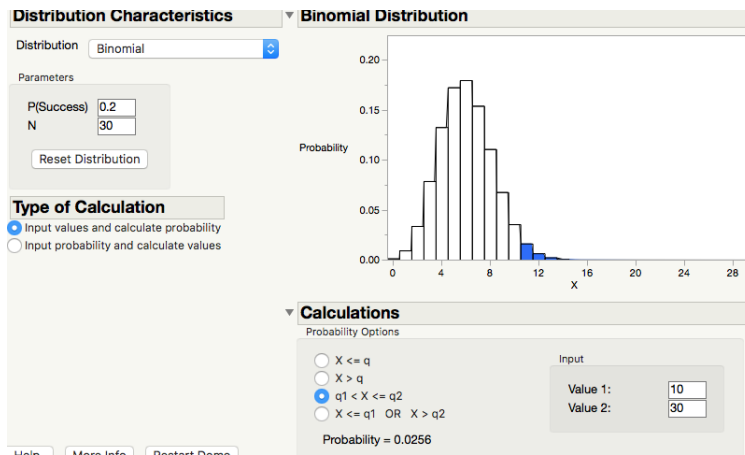 Distribution Characteristics
Distribution Binomial
Parameters
P(Success) 0.2
N 30
Reset Distribution
Type of Calculation
Input values and calculate probability
Input probability and calculate values
Binomial Distribution
0.20
0.15
Probability
0.10
0.05
0.00
0 4 8 12 16 20 24 28
X
Calculations
Probability Options
X <= q
X > q
q1 < X <= q2
X <= q1 OR X > q2
Probability = 0.0256
Input
Value 1: 10
Value 2: 30
Help More Info Restart Demo